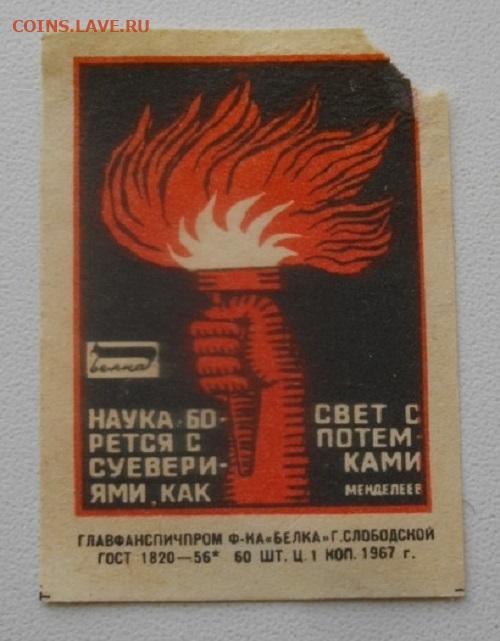 COINS.LAVE.RU
белка
НАУКА БО-
РЕТСЯ С
СУЕВЕРИ-
ЯМИ, КАК
СВЕТ С
ПОТЕМ-
КАМИ
МЕНДЕЛЕЕВ
ГЛАВФАНСПИЧПРОМ Ф-КА «БЕЛКА» Г. СЛОБОДСКОЙ
ГОСТ 1820—56* 60 ШТ. Ц. 1 КОП. 1967 г.